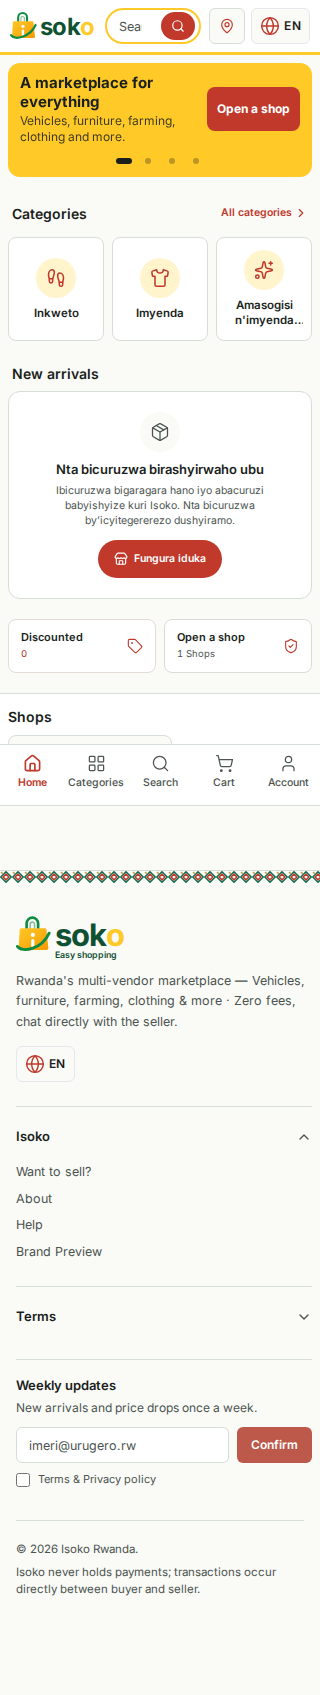 soko
Sea
EN
A marketplace for
everything
Vehicles, furniture, farming,
clothing and more.
Open a shop
Categories
All categories
Inkweto
Imyenda
Amasogisi
n'imyenda...
New arrivals
Nta bicuruzwa birashyirwaho ubu
Ibicuruzwa bigaragara hano iyo abacuruzi
babyishyize kuri Isoko. Nta bicuruzwa
by'icyitegererezo dushyiramo.
Fungura iduka
Discounted
0
Open a shop
1 Shops
Shops
Home
Categories
Search
Cart
Account
soko
Easy shopping
Rwanda's multi-vendor marketplace — Vehicles,
furniture, farming, clothing & more · Zero fees,
chat directly with the seller.
EN
Isoko
Want to sell?
About
Help
Brand Preview
Terms
Weekly updates
New arrivals and price drops once a week.
imeri@urugero.rw
Confirm
Terms & Privacy policy
© 2026 Isoko Rwanda.
Isoko never holds payments; transactions occur
directly between buyer and seller.